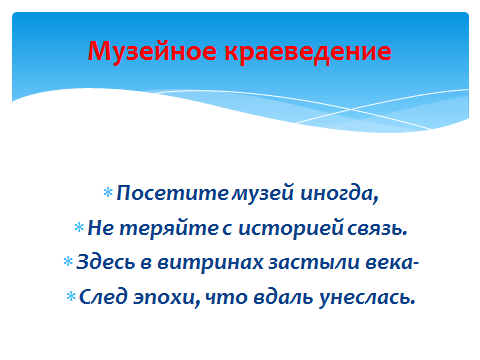 Музейное краеведение
* Посетите музей иногда,
* Не теряйте с историей связь.
* Здесь в витринах застыли века-
* След эпохи, что вдаль унеслась.